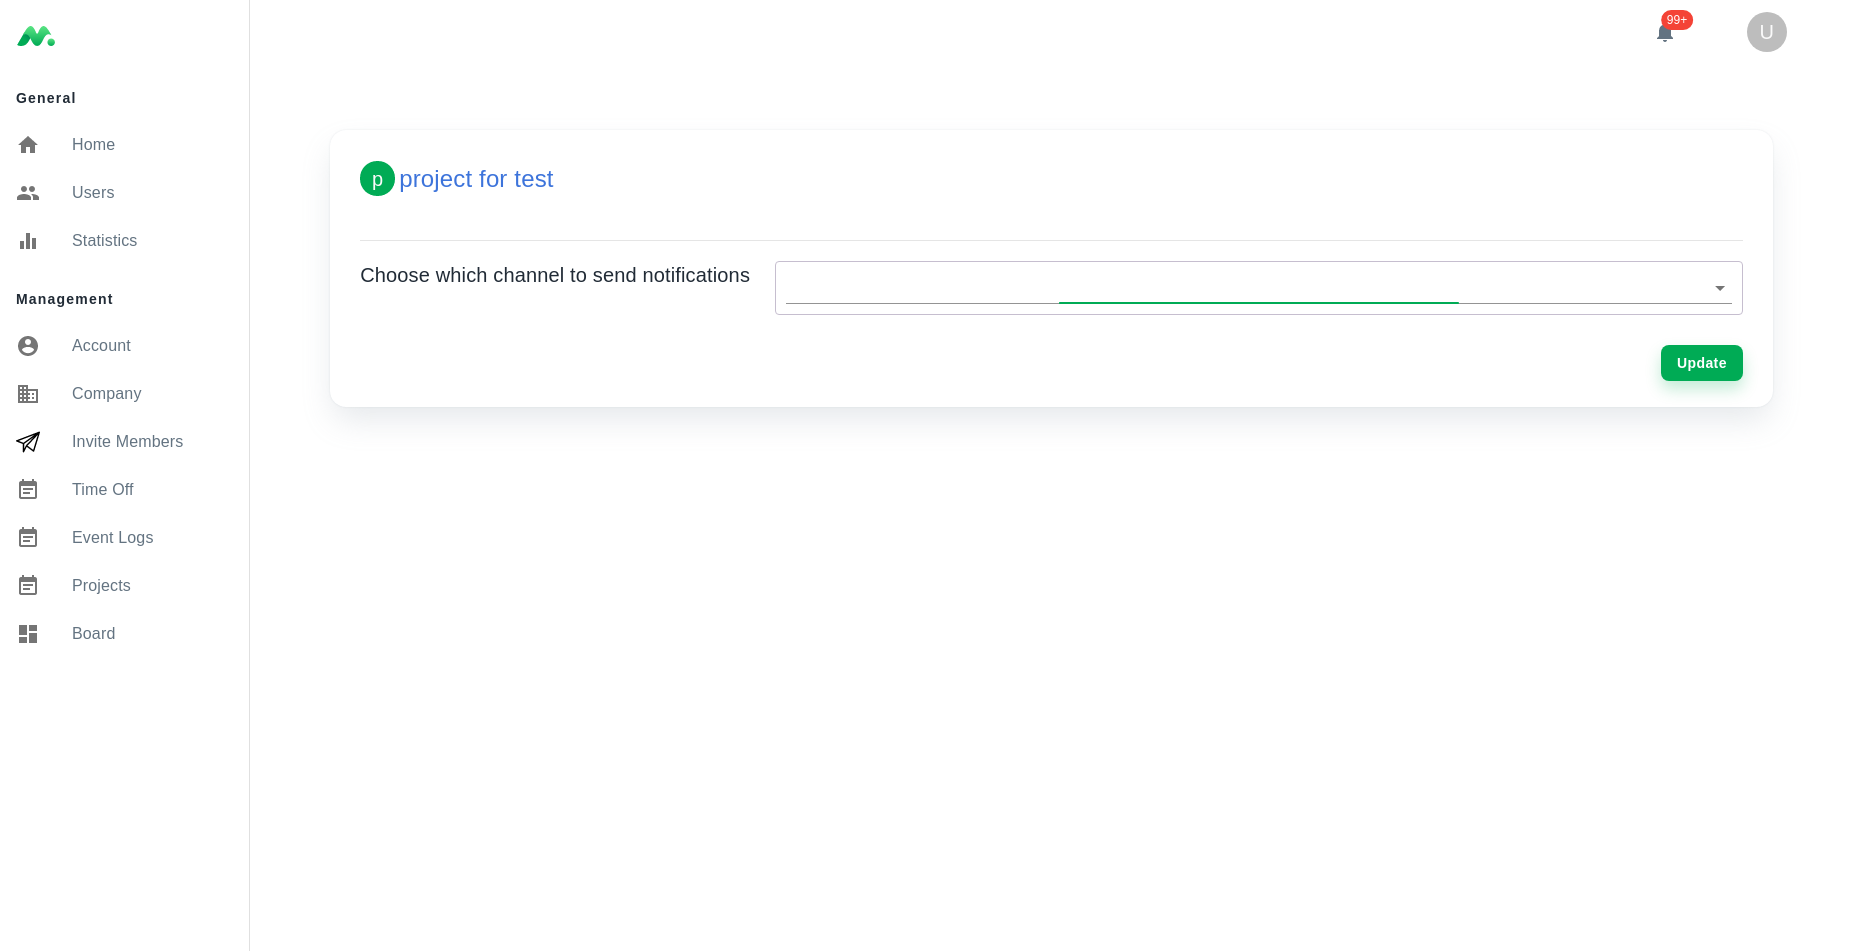 99+
U
General
Home
Users
Statistics
Management
Account
Company
Invite Members
Time Off
Event Logs
Projects
Board
p project for test
Choose which channel to send notifications
Update